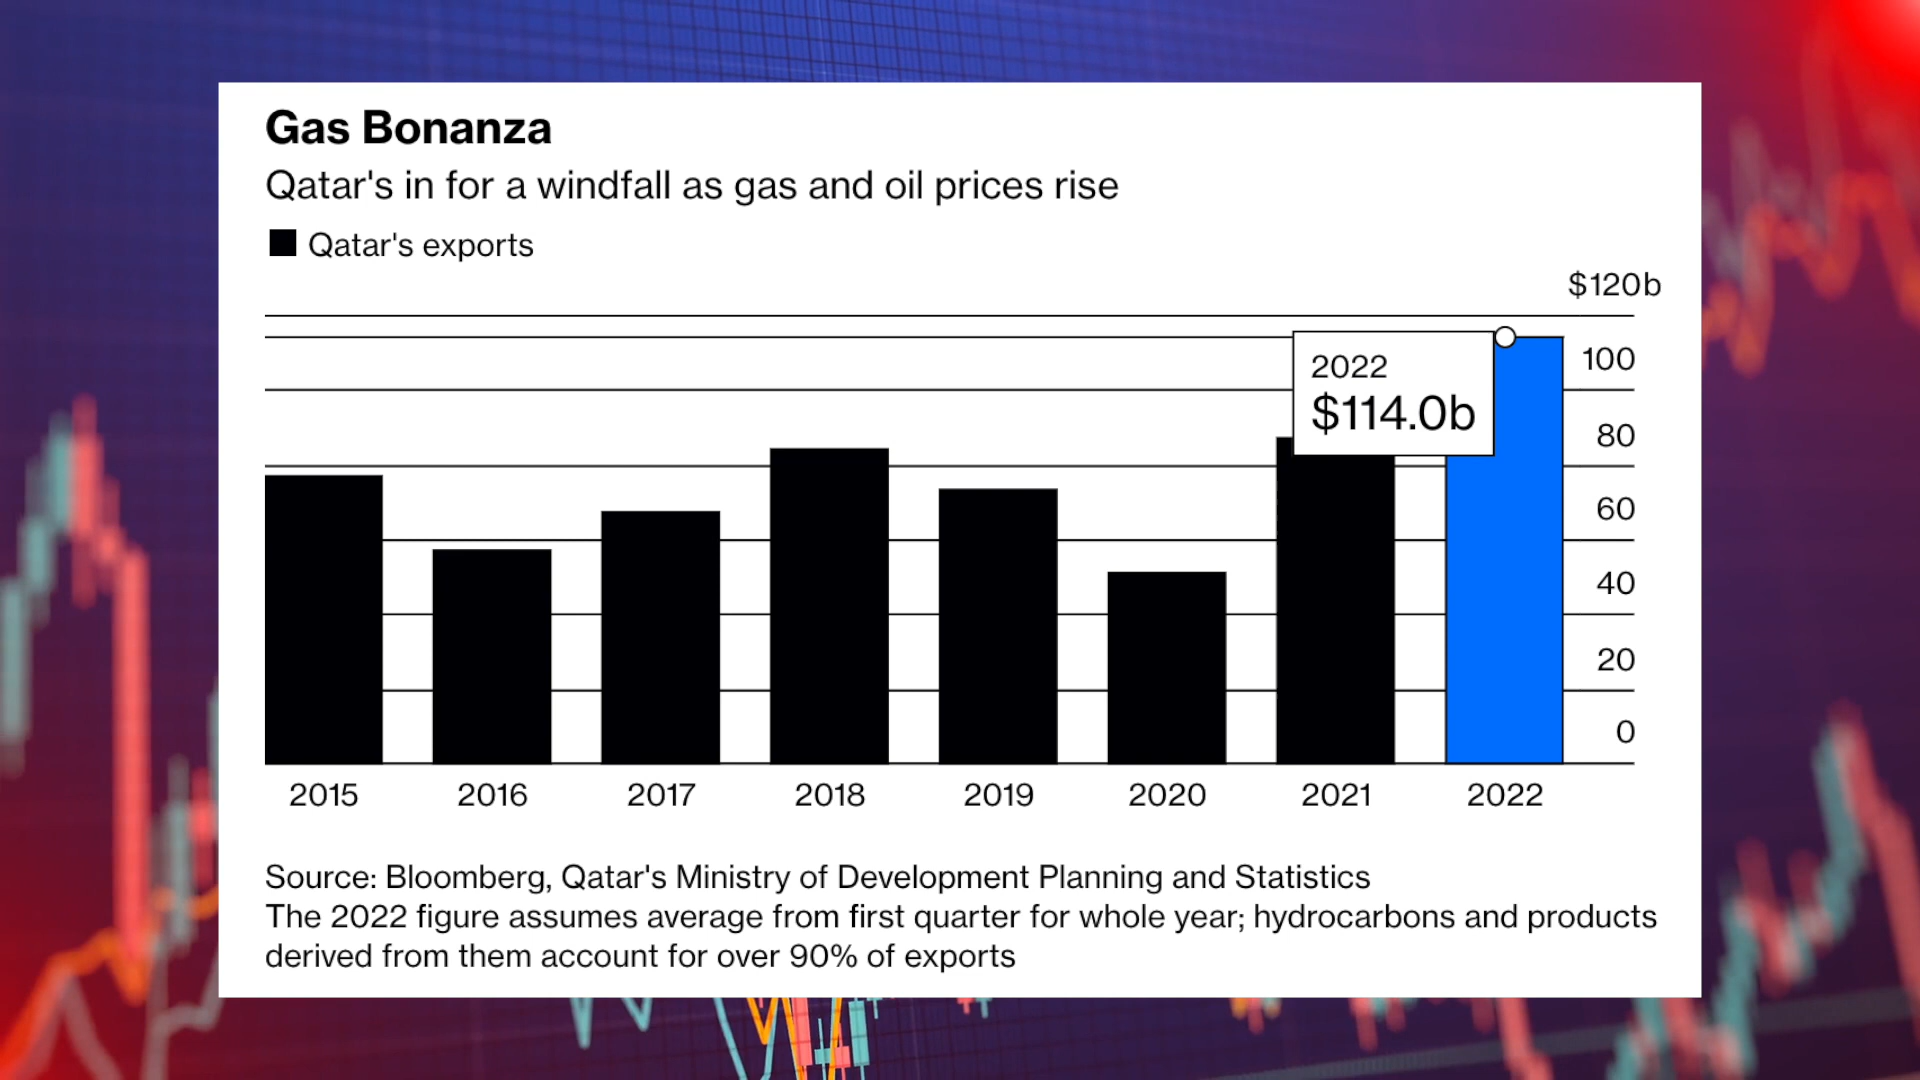 Gas Bonanza
Qatar's in for a windfall as gas and oil prices rise
Qatar's exports
$120b
100
80
60
40
20
0
2022
$114.0b
2015 2016 2017 2018 2019 2020 2021 2022
Source: Bloomberg, Qatar's Ministry of Development Planning and Statistics
The 2022 figure assumes average from first quarter for whole year; hydrocarbons and products
derived from them account for over 90% of exports